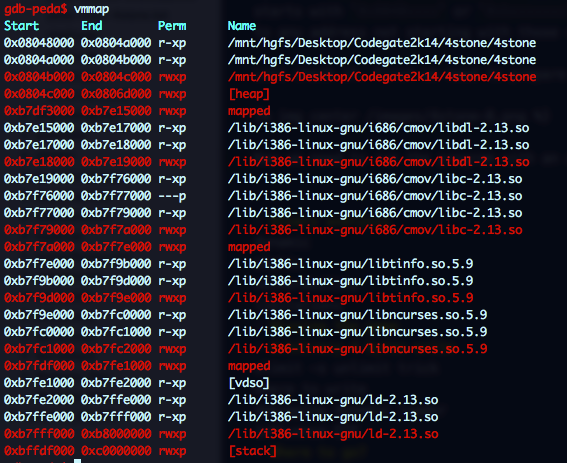 gdb-peda$ vmmap
Start End Perm Name
0x08048000 0x0804a000 r-xp /mnt/hgfs/Desktop/Codegate2k14/4stone/4stone
0x0804a000 0x0804b000 r-xp /mnt/hgfs/Desktop/Codegate2k14/4stone/4stone
0x0804b000 0x0804c000 rwxp /mnt/hgfs/Desktop/Codegate2k14/4stone/4stone
0x0804c000 0x0806d000 rwxp [heap]
0xb7df3000 0xb7e15000 rwxp mapped
0xb7e15000 0xb7e17000 r-xp /lib/i386-linux-gnu/i686/cmov/libdl-2.13.so
0xb7e17000 0xb7e18000 r-xp /lib/i386-linux-gnu/i686/cmov/libdl-2.13.so
0xb7e18000 0xb7e19000 rwxp /lib/i386-linux-gnu/i686/cmov/libdl-2.13.so
0xb7e19000 0xb7f76000 r-xp /lib/i386-linux-gnu/i686/cmov/libc-2.13.so
0xb7f76000 0xb7f77000 ---p /lib/i386-linux-gnu/i686/cmov/libc-2.13.so
0xb7f77000 0xb7f79000 r-xp /lib/i386-linux-gnu/i686/cmov/libc-2.13.so
0xb7f79000 0xb7f7a000 rwxp /lib/i386-linux-gnu/i686/cmov/libc-2.13.so
0xb7f7a000 0xb7f7e000 rwxp mapped
0xb7f7e000 0xb7f9b000 r-xp /lib/i386-linux-gnu/libtinfo.so.5.9
0xb7f9b000 0xb7f9d000 r-xp /lib/i386-linux-gnu/libtinfo.so.5.9
0xb7f9d000 0xb7f9e000 rwxp /lib/i386-linux-gnu/libtinfo.so.5.9
0xb7f9e000 0xb7fc0000 r-xp /lib/i386-linux-gnu/libncurses.so.5.9
0xb7fc0000 0xb7fc1000 r-xp /lib/i386-linux-gnu/libncurses.so.5.9
0xb7fc1000 0xb7fc2000 rwxp /lib/i386-linux-gnu/libncurses.so.5.9
0xb7fdf000 0xb7fe1000 rwxp mapped
0xb7fe1000 0xb7fe2000 r-xp [vdso]
0xb7fe2000 0xb7ffe000 r-xp /lib/i386-linux-gnu/ld-2.13.so
0xb7ffe000 0xb7fff000 r-xp /lib/i386-linux-gnu/ld-2.13.so
0xb7fff000 0xb8000000 rwxp /lib/i386-linux-gnu/ld-2.13.so
0xbffdf000 0xc0000000 rwxp [stack]